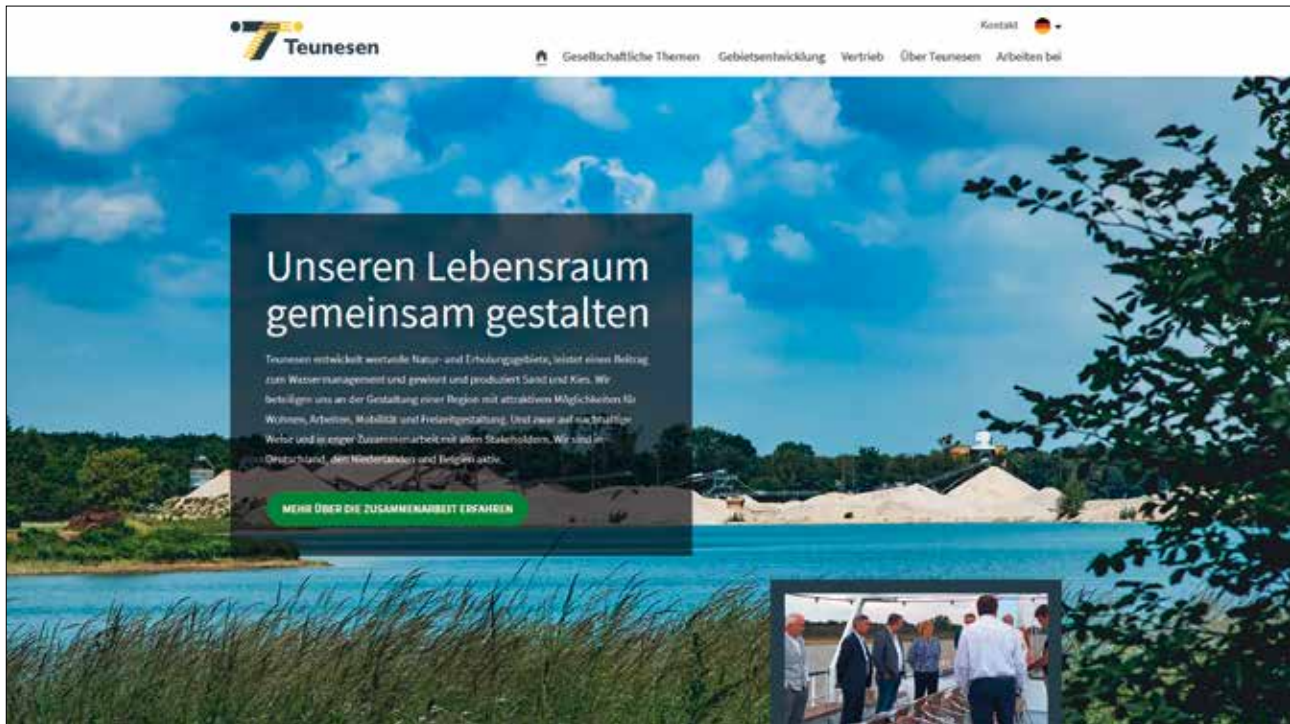 Teunesen
Kontakt
Gesellschaftliche Themen Gebietsentwicklung Vertrieb Über Teunesen Arbeiten bei
Unseren Lebensraum
gemeinsam gestalten
Teunesen entwickelt wertvolle Natur- und Erholungsgebiete, leistet einen Beitrag
zum Wassermanagement und gewinnt und produziert Sand und Kies. Wir
beteiligen uns an der Gestaltung einer Region mit attraktiven Möglichkeiten für
Wohnen, Arbeiten, Mobilität und Freizeitgestaltung. Und zwar auf nachhaltige
Weise und in enger Zusammenarbeit mit allen Stakeholdern. Wir sind in
Deutschland, den Niederlanden und Belgien aktiv.
MEHR ÜBER DIE ZUSAMMENARBEIT ERFAHREN